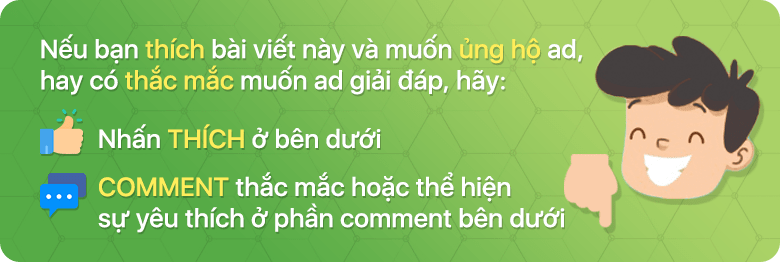 Nếu bạn thích bài viết này và muốn ủng hộ ad,
hay có thắc mắc muốn ad giải đáp, hãy:
Nhấn THÍCH ở bên dưới
COMMENT thắc mắc hoặc thể hiện
sự yêu thích ở phần comment bên dưới